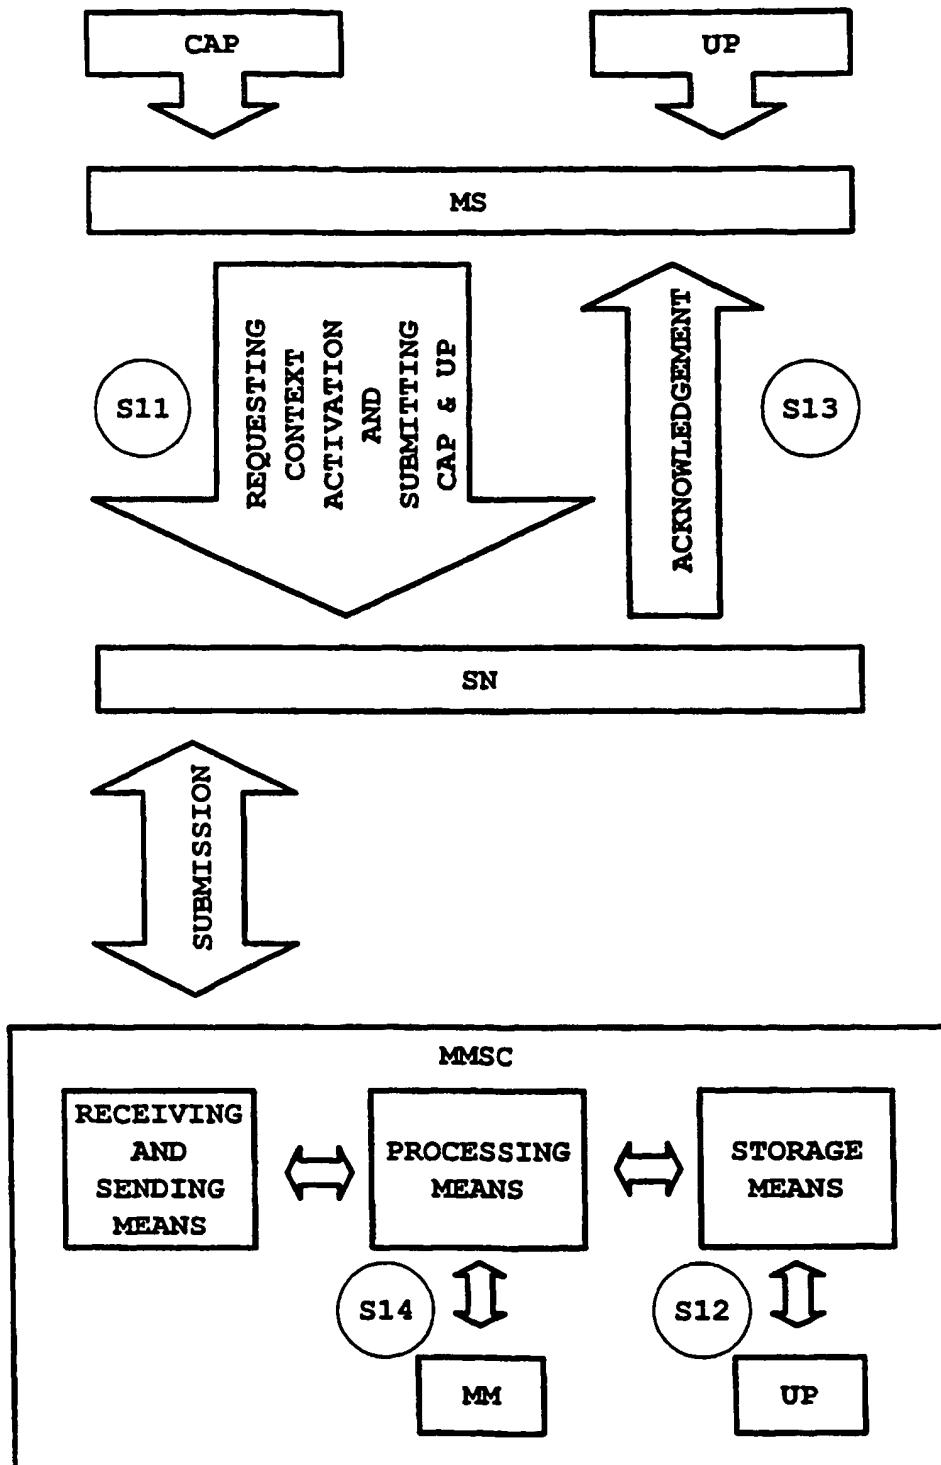 CAP
UP
MS
S11
REQUESTING
CONTEXT
ACTIVATION
AND
SUBMITTING
CAP & UP
ACKNOWLEDGEMENT
S13
SN
SUBMISSION
MMSC
RECEIVING
AND
SENDING
MEANS
PROCESSING
MEANS
STORAGE
MEANS
S14
S12
MM
UP